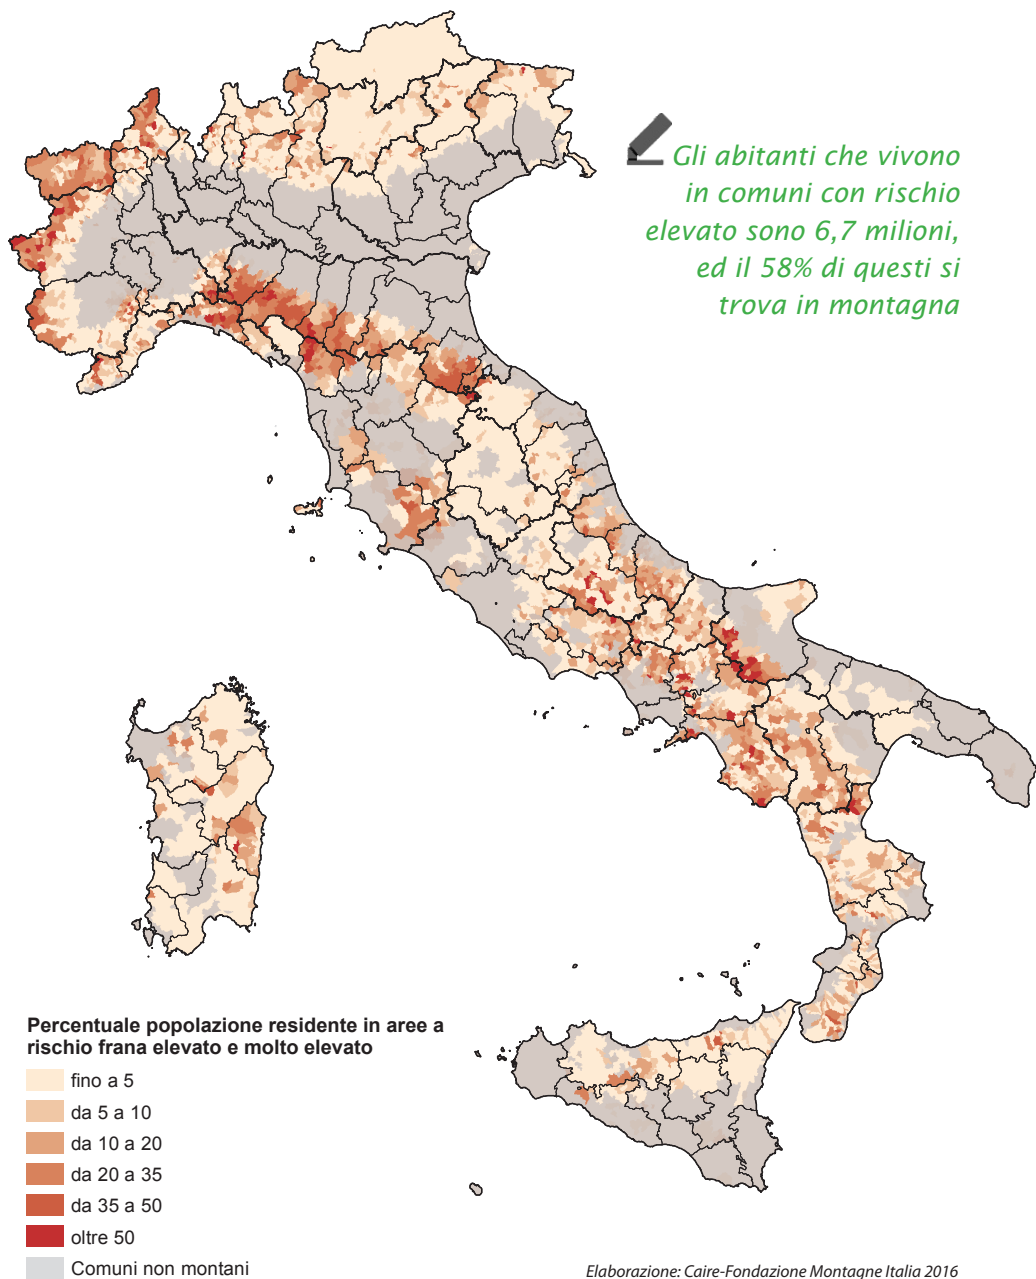 Gli abitanti che vivono
in comuni con rischio
elevato sono 6,7 milioni,
ed il 58% di questi si
trova in montagna
Percentuale popolazione residente in aree a
rischio frana elevato e molto elevato
fino a 5
da 5 a 10
da 10 a 20
da 20 a 35
da 35 a 50
oltre 50
Comuni non montani
Elaborazione: Caire-Fondazione Montagne Italia 2016